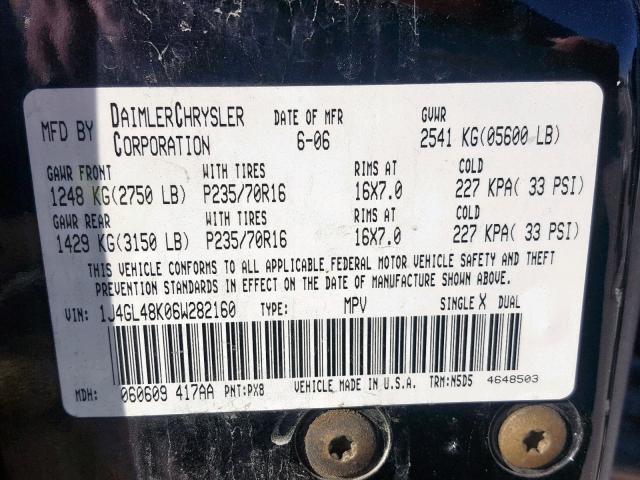 MFD BY DAIMLERCHRYSLER CORPORATION DATE OF MFR 6-06 GVWR 2541 KG(05600 LB)
GAWR FRONT WITH TIRES RIMS AT COLD
1248 KG(2750 LB) P235/70R16 16X7.0 227 KPA( 33 PSI)
GAWR REAR WITH TIRES RIMS AT COLD
1429 KG(3150 LB) P235/70R16 16X7.0 227 KPA( 33 PSI)
THIS VEHICLE CONFORMS TO ALL APPLICABLE FEDERAL MOTOR VEHICLE SAFETY AND THEFT
PREVENTION STANDARDS IN EFFECT ON THE DATE OF MANUFACTURE SHOWN ABOVE.
VIN: 1J4GL48K06W282160 TYPE: MPV SINGLE X DUAL
MDH: 060609 417AA PNT:PX8 VEHICLE MADE IN U.S.A. TRM:N5D5 4648503